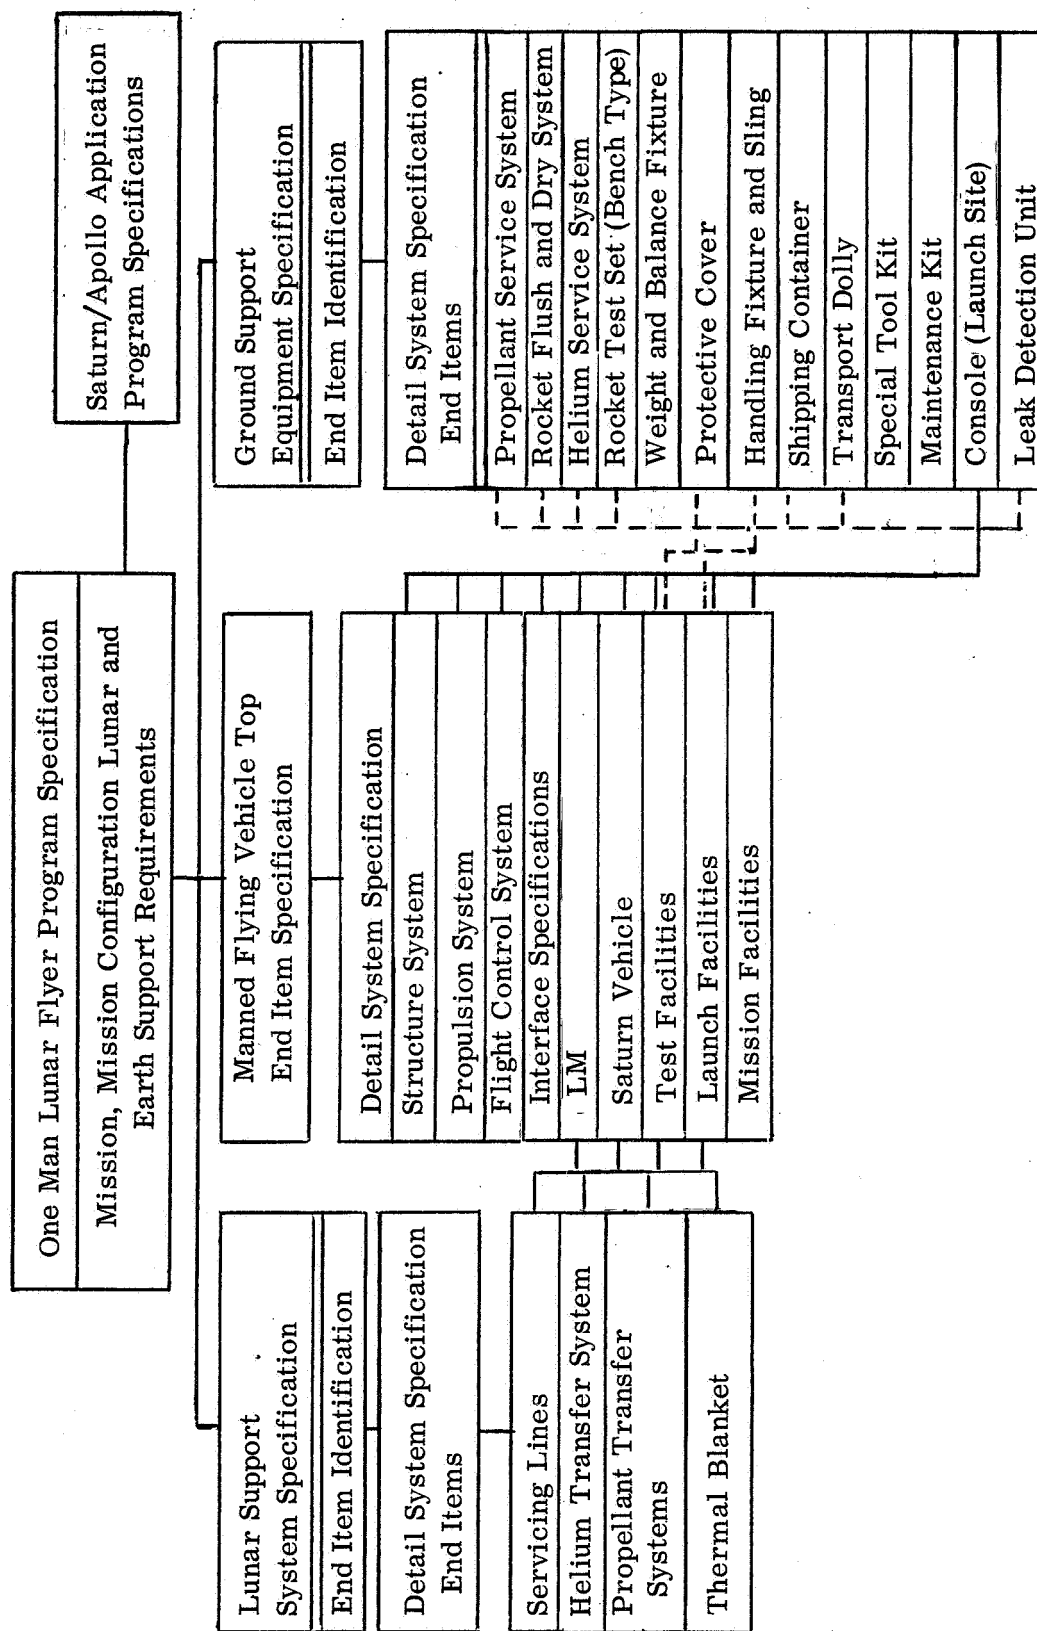 One Man Lunar Flyer Program Specification
Mission, Mission Configuration Lunar and
Earth Support Requirements
Saturn/Apollo Application
Program Specifications
Lunar Support
System Specification
End Item Identification
Detail System Specification
End Items
Servicing Lines
Helium Transfer System
Propellant Transfer
Systems
Thermal Blanket
Manned Flying Vehicle Top
End Item Specification
Detail System Specification
Structure System
Propulsion System
Flight Control System
Interface Specifications
LM
Saturn Vehicle
Test Facilities
Launch Facilities
Mission Facilities
Ground Support
Equipment Specification
End Item Identification
Detail System Specification
End Items
Propellant Service System
Rocket Flush and Dry System
Helium Service System
Rocket Test Set (Bench Type)
Weight and Balance Fixture
Protective Cover
Handling Fixture and Sling
Shipping Container
Transport Dolly
Special Tool Kit
Maintenance Kit
Console (Launch Site)
Leak Detection Unit